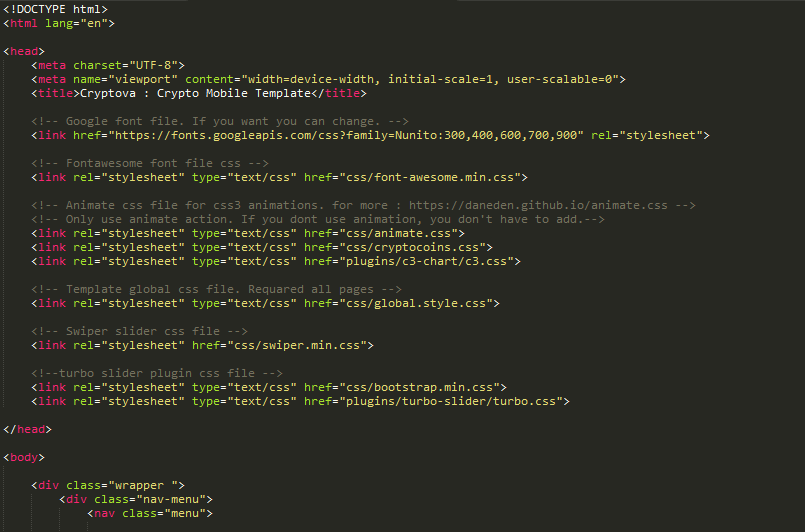 <!DOCTYPE html>
<html lang="en">
<head>
<meta charset="UTF-8">
<meta name="viewport" content="width=device-width, initial-scale=1, user-scalable=0">
<title>Cryptova : Crypto Mobile Template</title>
<!-- Google font file. If you want you can change. -->
<link href="https://fonts.googleapis.com/css?family=Nunito:300,400,600,700,900" rel="stylesheet">
<!-- Fontawesome font file css -->
<link rel="stylesheet" type="text/css" href="css/font-awesome.min.css">
<!-- Animate css file for css3 animations. for more : https://daneden.github.io/animate.css -->
<!-- Only use animate action. If you dont use animation, you don't have to add.-->
<link rel="stylesheet" type="text/css" href="css/animate.css">
<link rel="stylesheet" type="text/css" href="css/cryptocoins.css">
<link rel="stylesheet" type="text/css" href="plugins/c3-chart/c3.css">
<!-- Template global css file. Requared all pages -->
<link rel="stylesheet" type="text/css" href="css/global.style.css">
<!-- Swiper slider css file -->
<link rel="stylesheet" href="css/swiper.min.css">
<!--turbo slider plugin css file -->
<link rel="stylesheet" type="text/css" href="css/bootstrap.min.css">
<link rel="stylesheet" type="text/css" href="plugins/turbo-slider/turbo.css">
</head>
<body>
<div class="wrapper ">
<div class="nav-menu">
<nav class="menu">